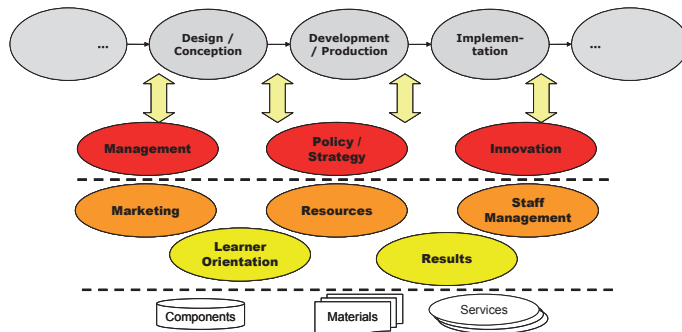 ...
Design /
Conception
Development
/ Production
Implemen-
tation
...
Management
Policy /
Strategy
Innovation
Marketing
Resources
Staff
Management
Learner
Orientation
Results
Components
Materials
Services